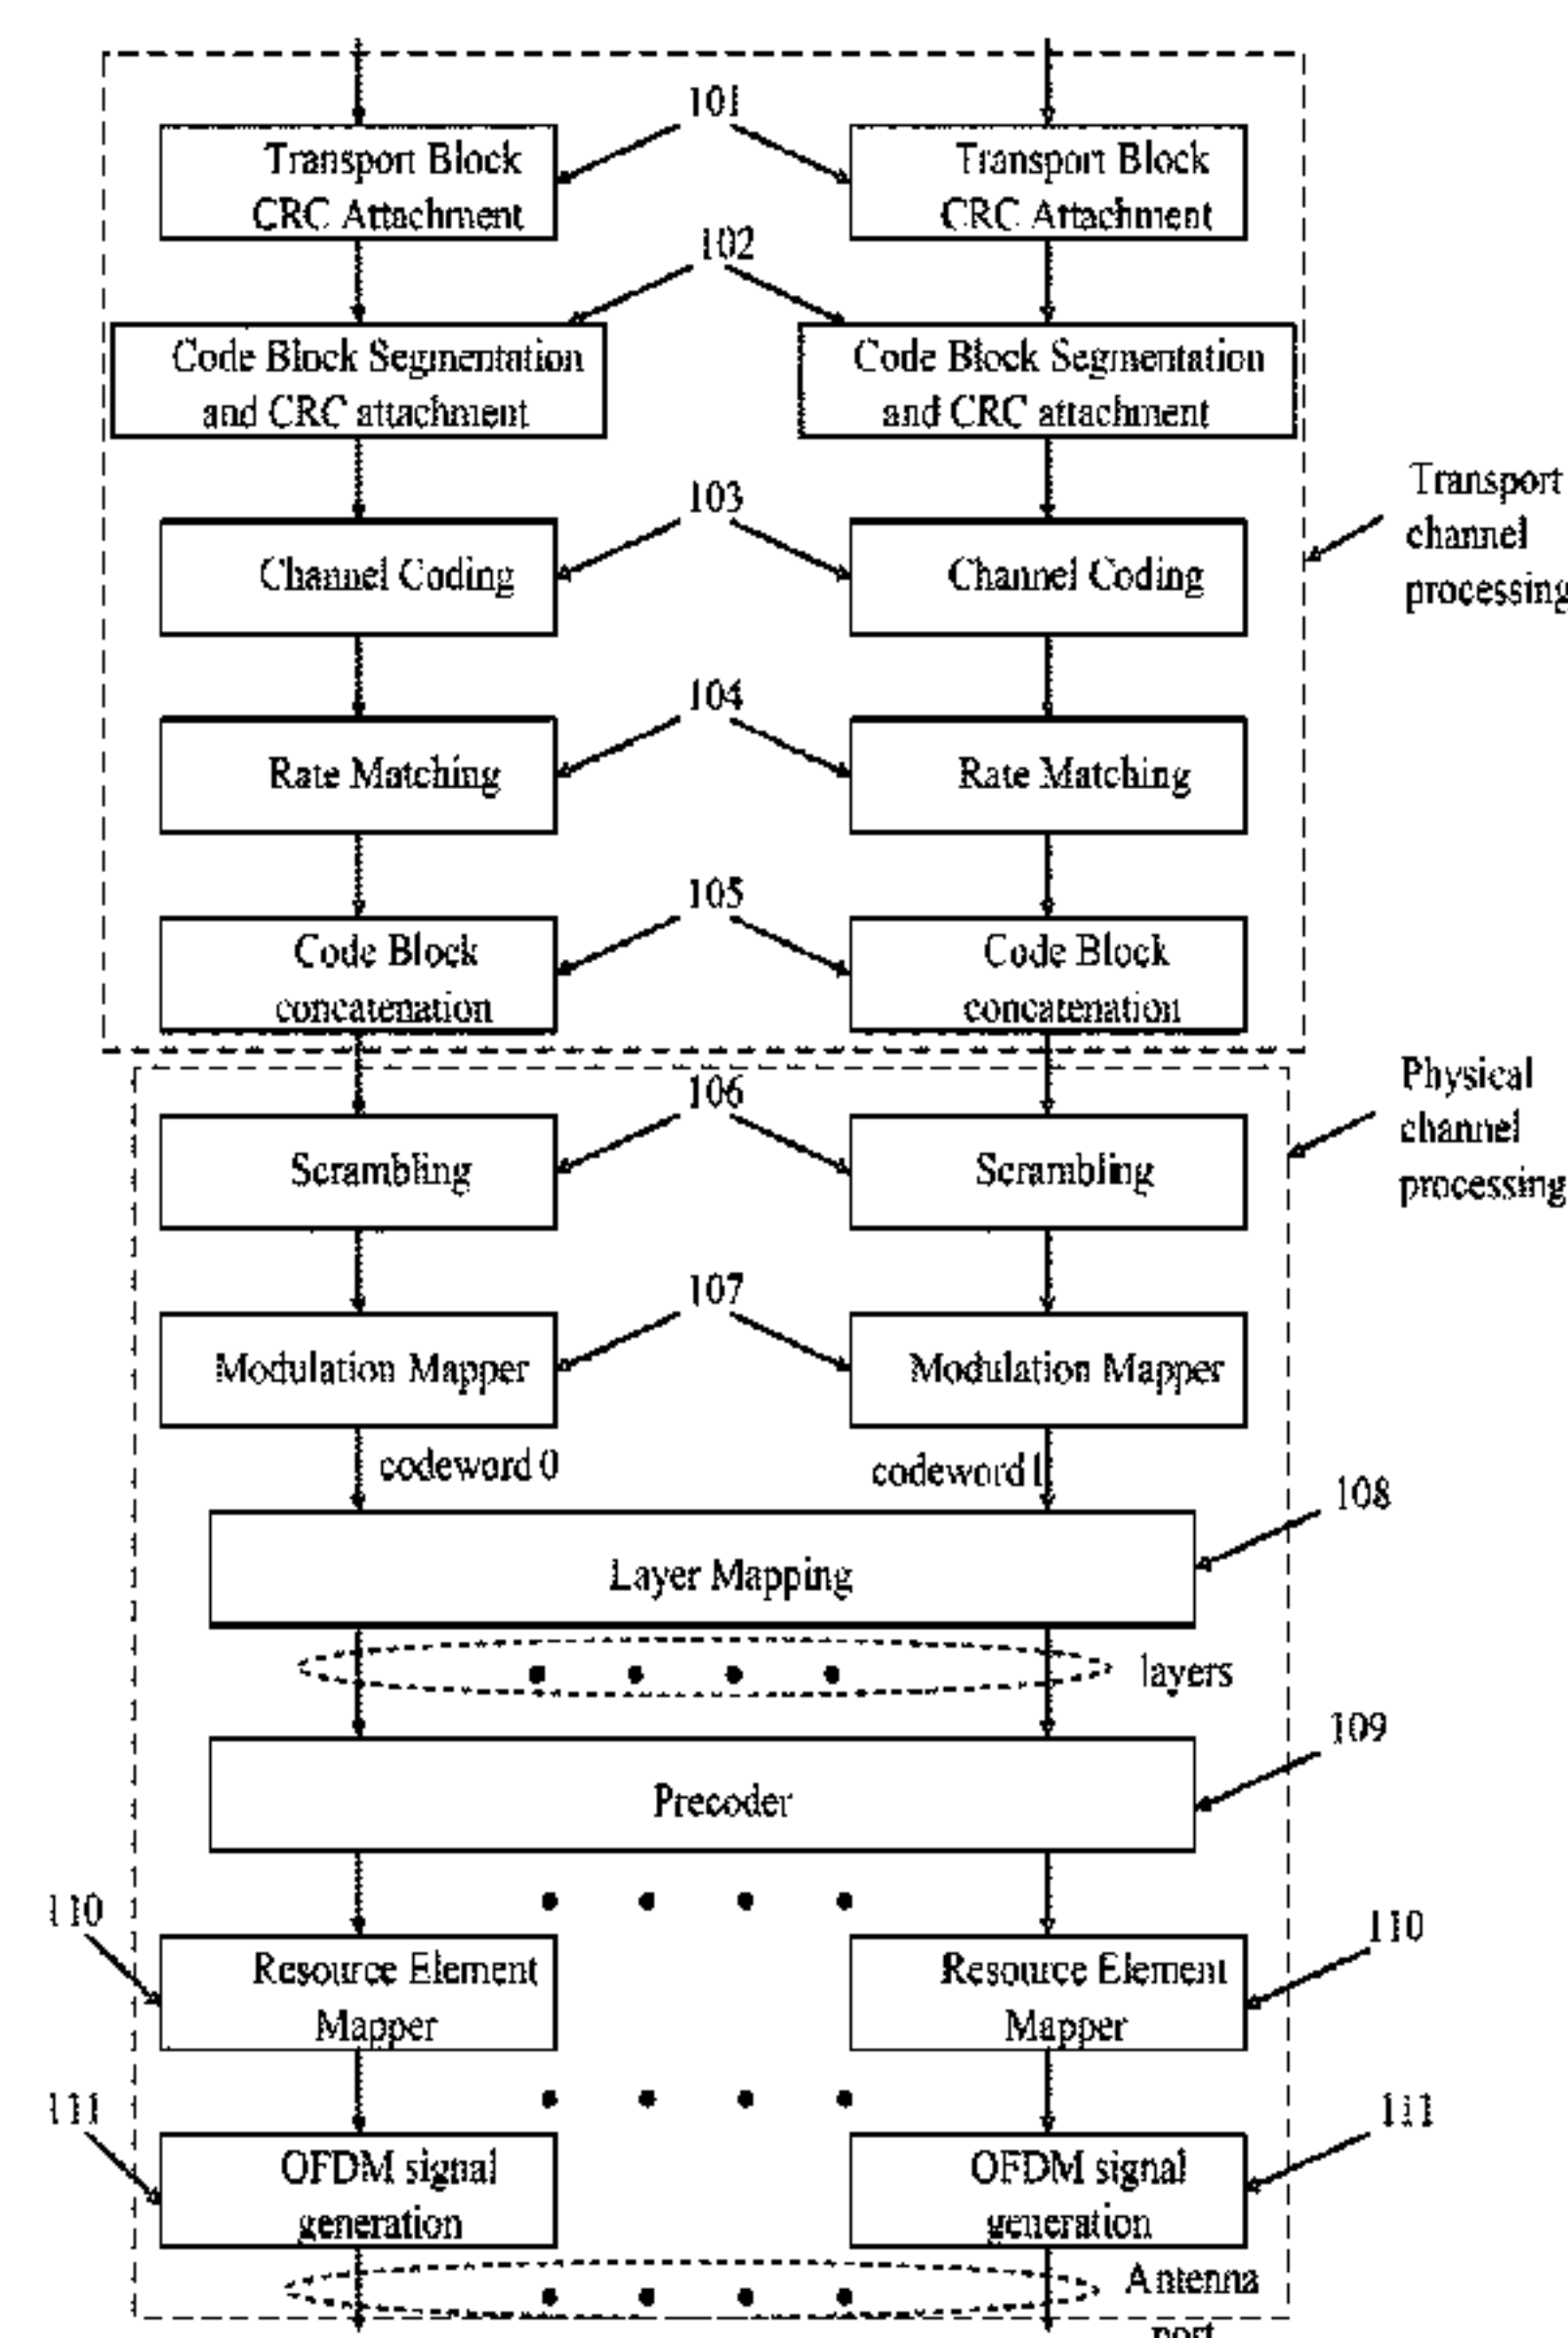 101
Transport Block
CRC Attachment
Transport Block
CRC Attachment
102
Code Block Segmentation
and CRC attachment
Code Block Segmentation
and CRC attachment
Transport
channel
processing
103
Channel Coding
Channel Coding
104
Rate Matching
Rate Matching
105
Code Block
concatenation
Code Block
concatenation
Physical
channel
processing
106
Scrambling
Scrambling
107
Modulation Mapper
Modulation Mapper
codeword 0
codeword 1
108
Layer Mapping
layers
109
Precoder
110
110
Resource Element
Mapper
Resource Element
Mapper
111
111
OFDM signal
generation
OFDM signal
generation
Antenna
port